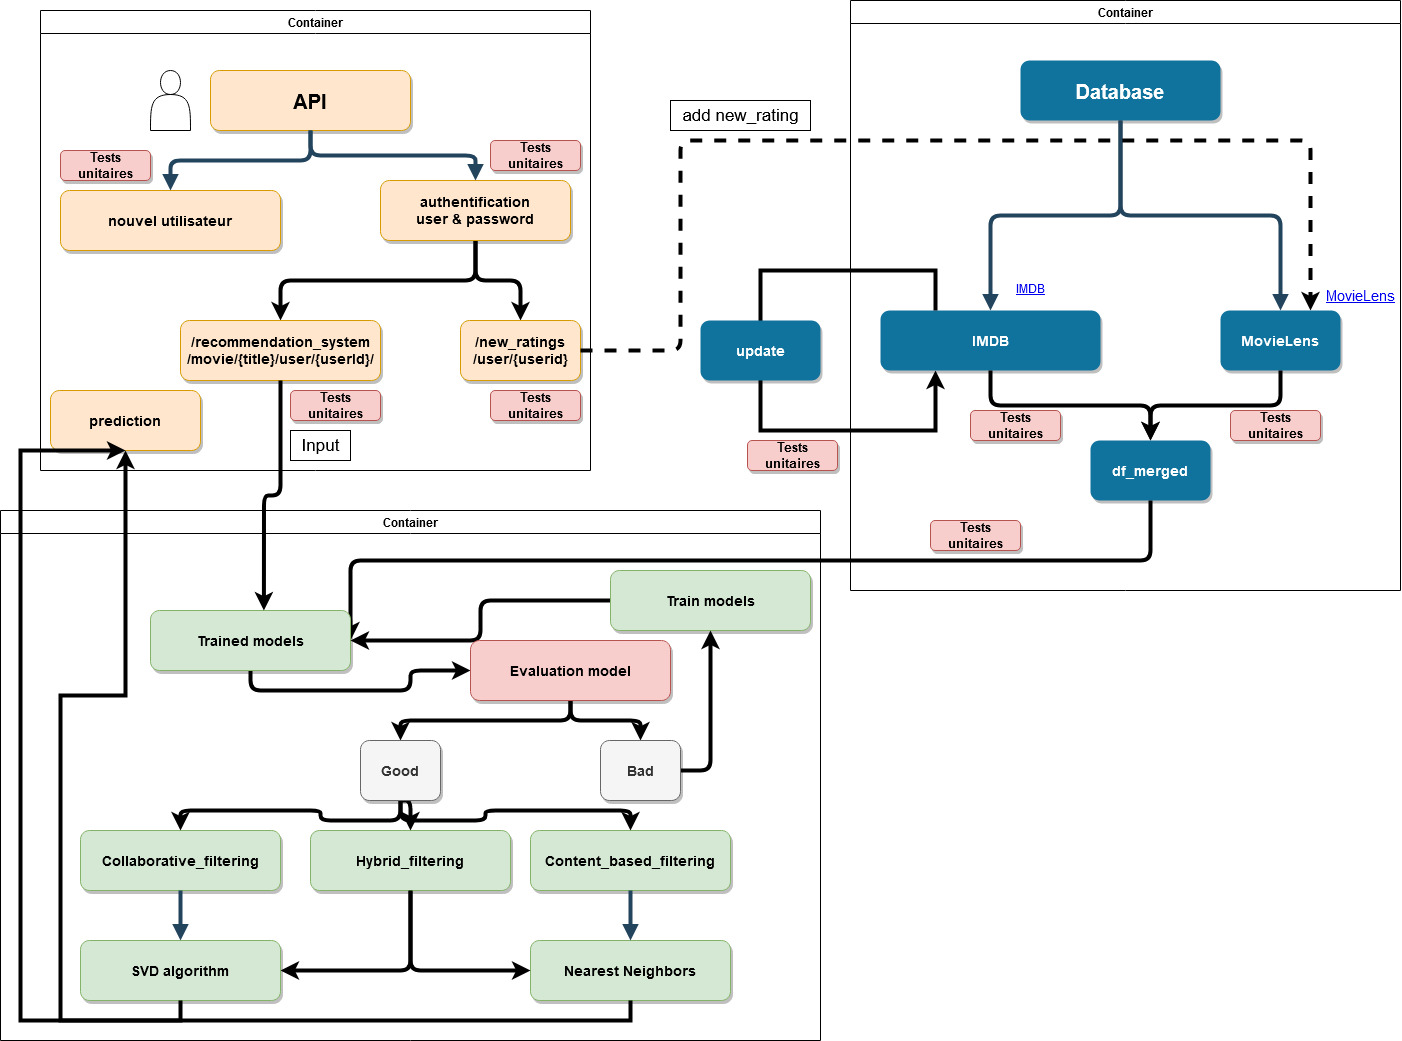 Container
API
Tests
unitaires
Tests
unitaires
nouvel utilisateur
authentification
user & password
/recommendation_system
/movie/{title}/user/{userId}/
/new_ratings
/user/{userid}
Tests
unitaires
Tests
unitaires
prediction
Input
add new_rating
Container
Database
IMDB
MovieLens
update
IMDB
MovieLens
Tests
unitaires
Tests
unitaires
Tests
unitaires
df_merged
Tests
unitaires
Container
Train models
Trained models
Evaluation model
Good
Bad
Collaborative_filtering
Hybrid_filtering
Content_based_filtering
SVD algorithm
Nearest Neighbors